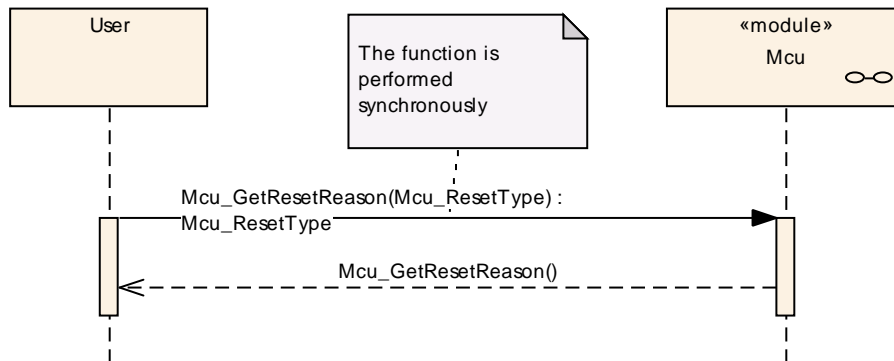 User
The function is
performed
synchronously
«module»
Mcu
Mcu_GetResetReason(Mcu_ResetType) :
Mcu_ResetType
Mcu_GetResetReason()